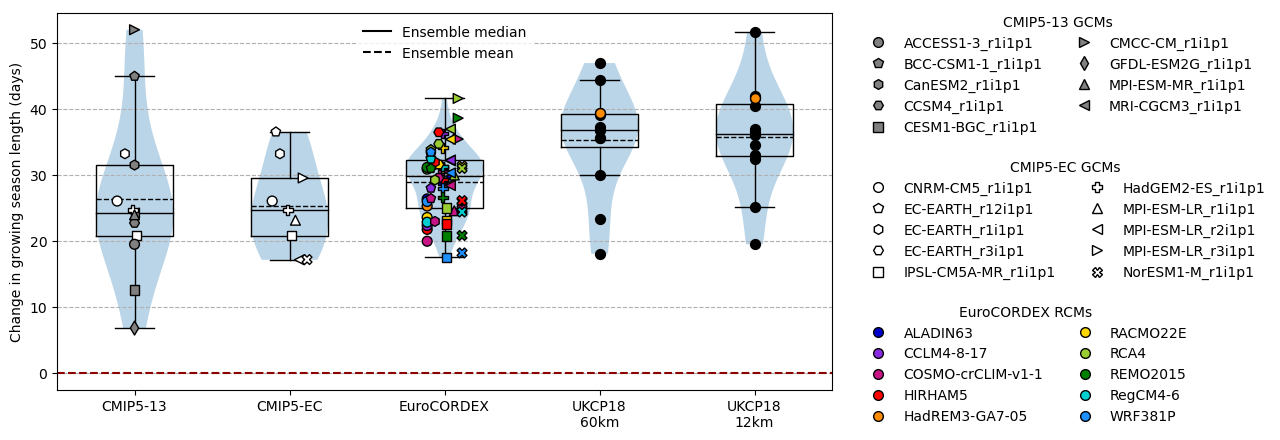 Change in growing season length (days)
50
40
30
20
10
0
Ensemble median
Ensemble mean
CMIP5-13
CMIP5-EC
EuroCORDEX
UKCP18
60km
UKCP18
12km
CMIP5-13 GCMs
ACCESS1-3_r1i1p1
BCC-CSM1-1_r1i1p1
CanESM2_r1i1p1
CCSM4_r1i1p1
CESM1-BGC_r1i1p1
CMCC-CM_r1i1p1
GFDL-ESM2G_r1i1p1
MPI-ESM-MR_r1i1p1
MRI-CGCM3_r1i1p1
CMIP5-EC GCMs
CNRM-CM5_r1i1p1
EC-EARTH_r12i1p1
EC-EARTH_r1i1p1
EC-EARTH_r3i1p1
IPSL-CM5A-MR_r1i1p1
HadGEM2-ES_r1i1p1
MPI-ESM-LR_r1i1p1
MPI-ESM-LR_r2i1p1
MPI-ESM-LR_r3i1p1
NorESM1-M_r1i1p1
EuroCORDEX RCMs
ALADIN63
CCLM4-8-17
COSMO-crCLIM-v1-1
HIRHAM5
HadREM3-GA7-05
RACMO22E
RCA4
REMO2015
RegCM4-6
WRF381P